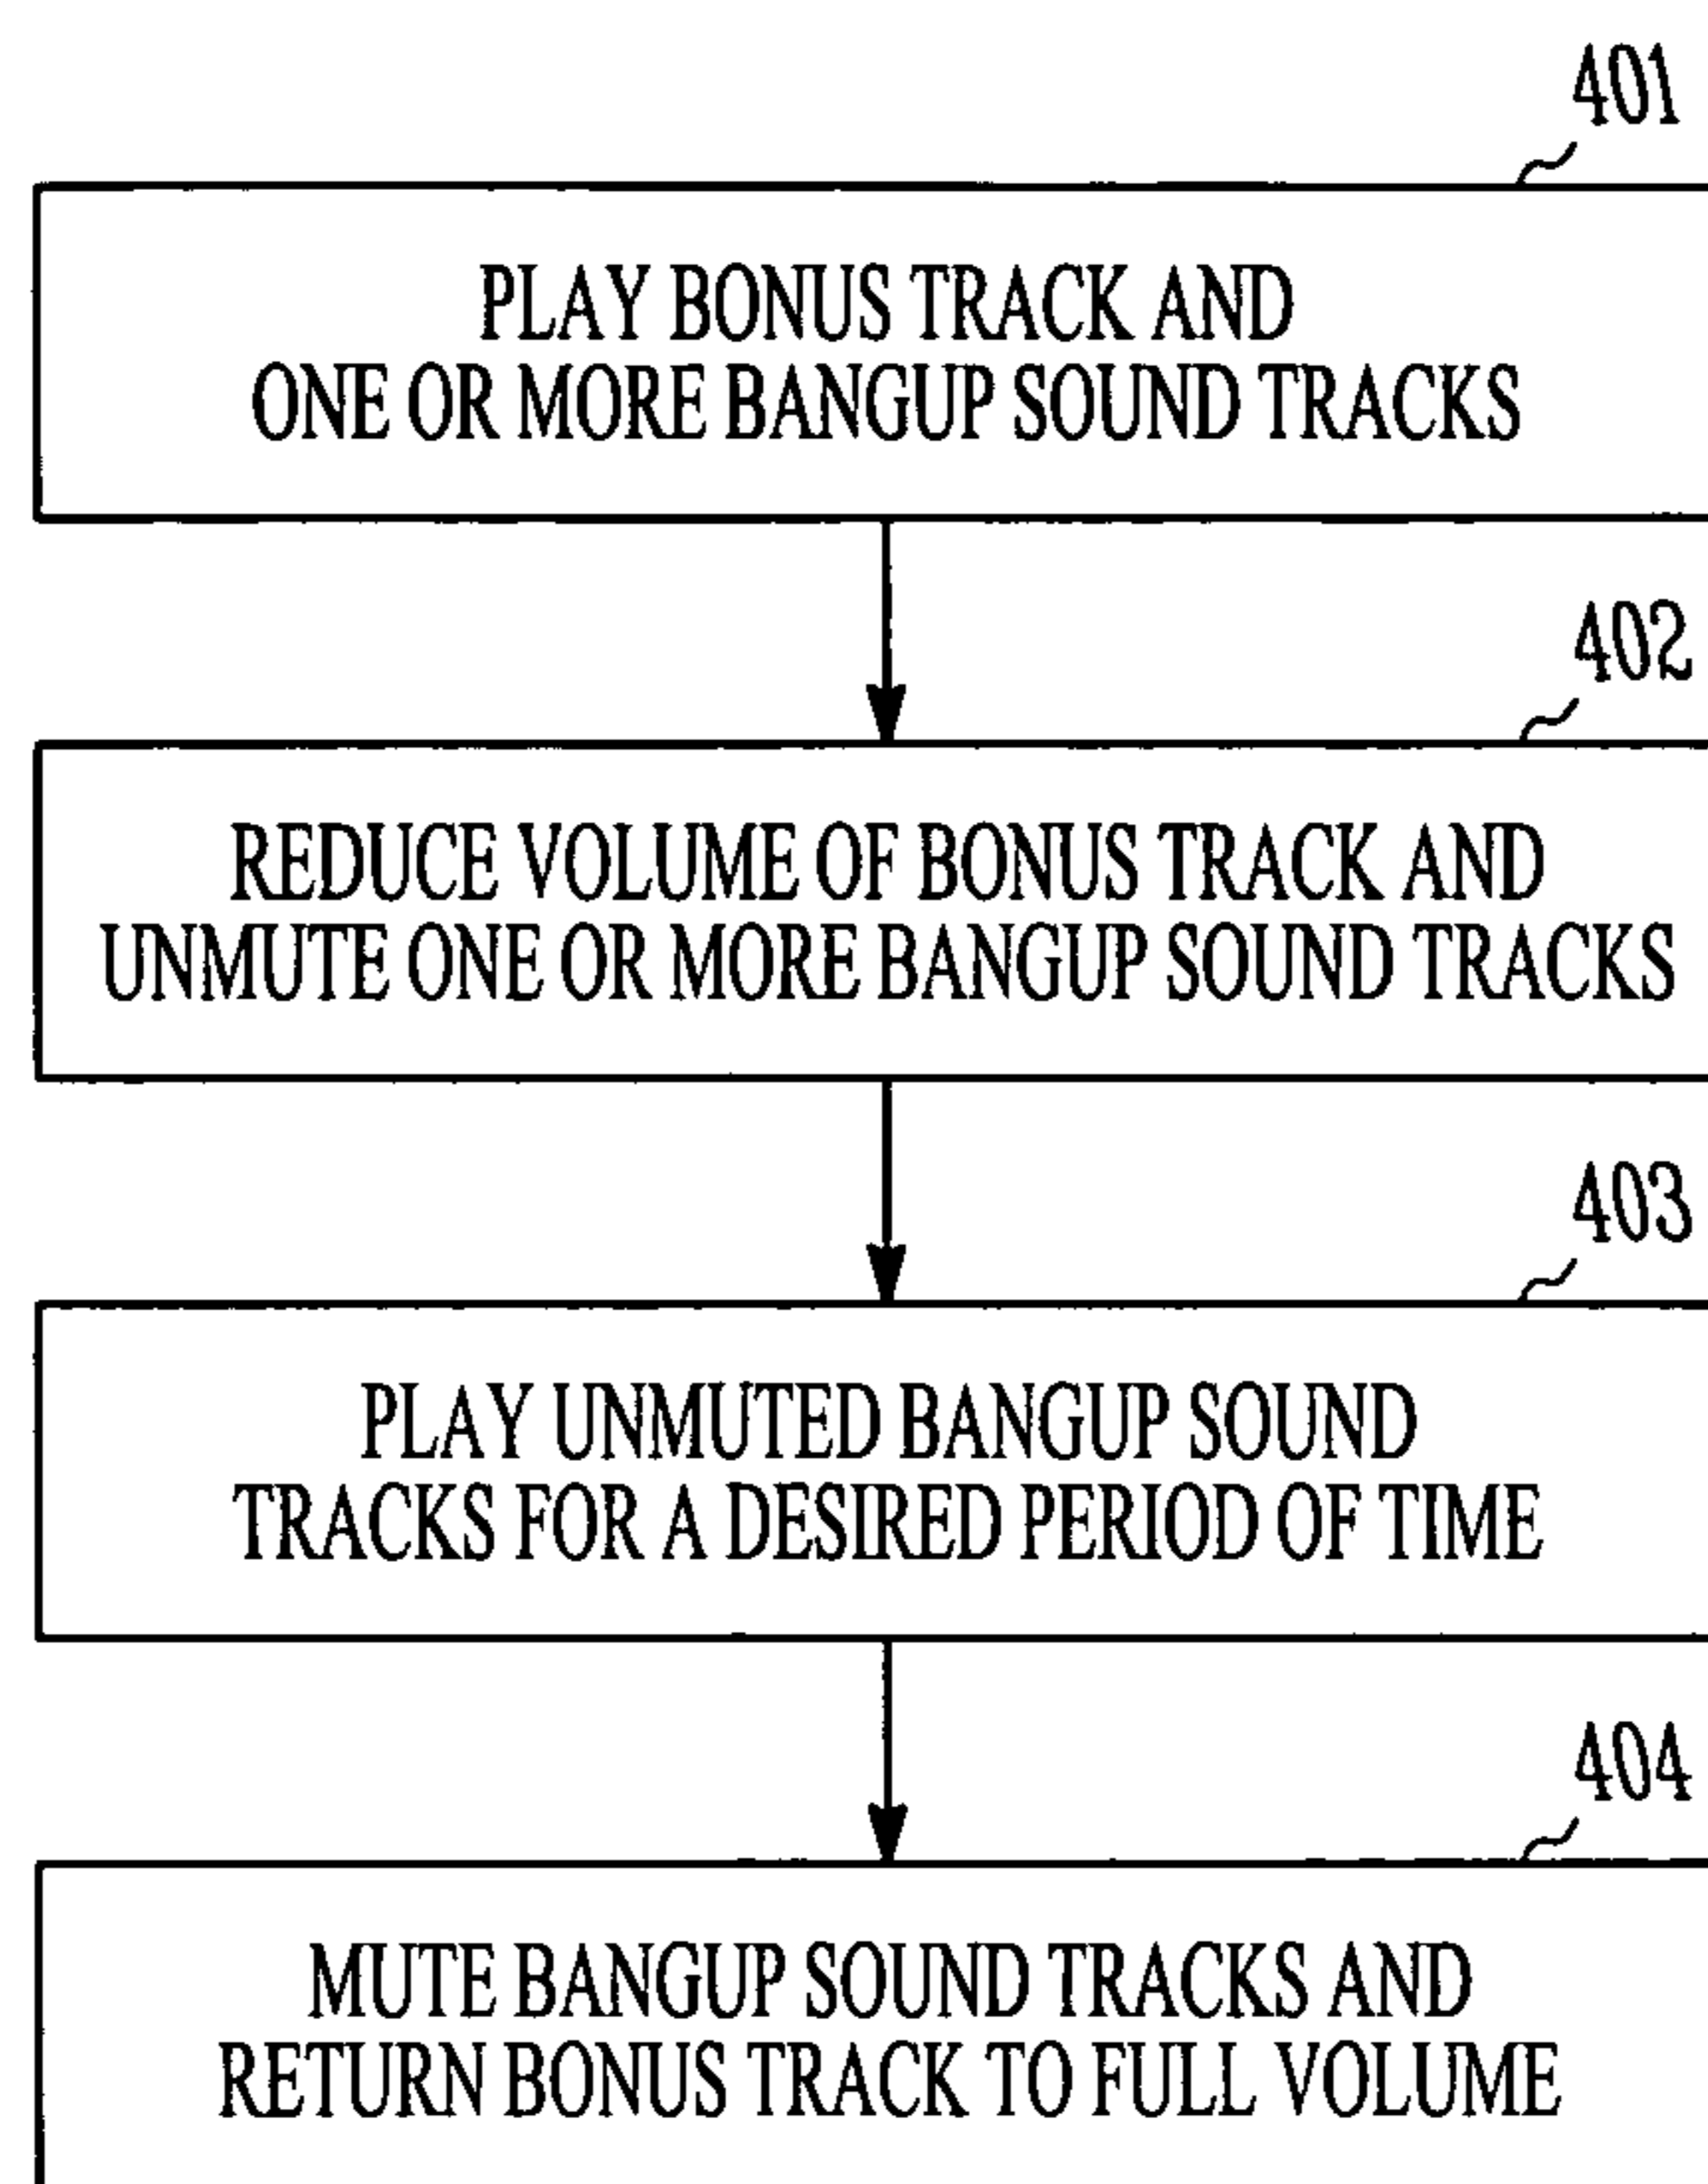 401
PLAY BONUS TRACK AND
ONE OR MORE BANGUP SOUND TRACKS
402
REDUCE VOLUME OF BONUS TRACK AND
UNMUTE ONE OR MORE BANGUP SOUND TRACKS
403
PLAY UNMUTED BANGUP SOUND
TRACKS FOR A DESIRED PERIOD OF TIME
404
MUTE BANGUP SOUND TRACKS AND
RETURN BONUS TRACK TO FULL VOLUME